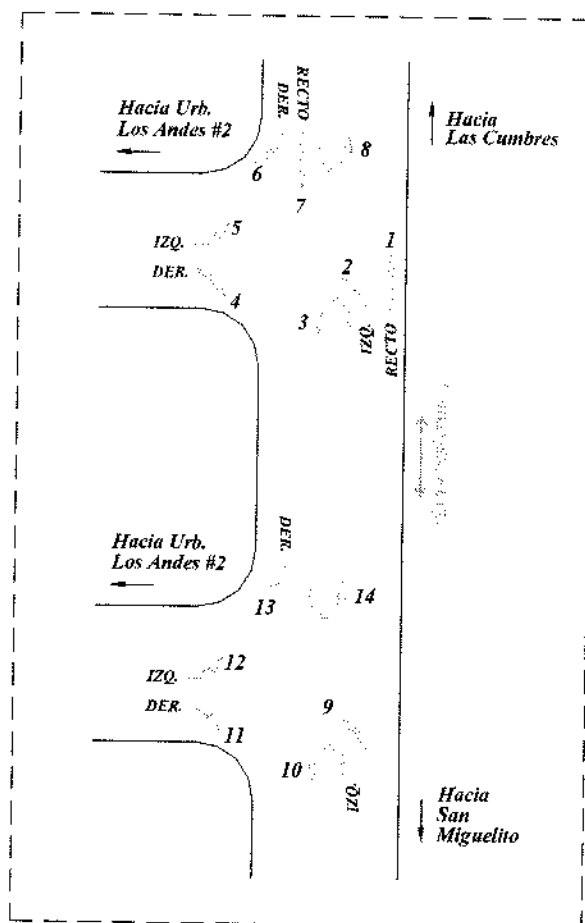 Hacia Urb.
Los Andes #2
DER.
RECTO
Hacia
Las Cumbres
8
6
7
5
IZQ.
DER.
4
1
2
3
IZQ.
RECTO
Hacia Urb.
Los Andes #2
DER.
13
14
12
IZQ.
DER.
11
9
10
IZQ.
Hacia
San
Miguelito